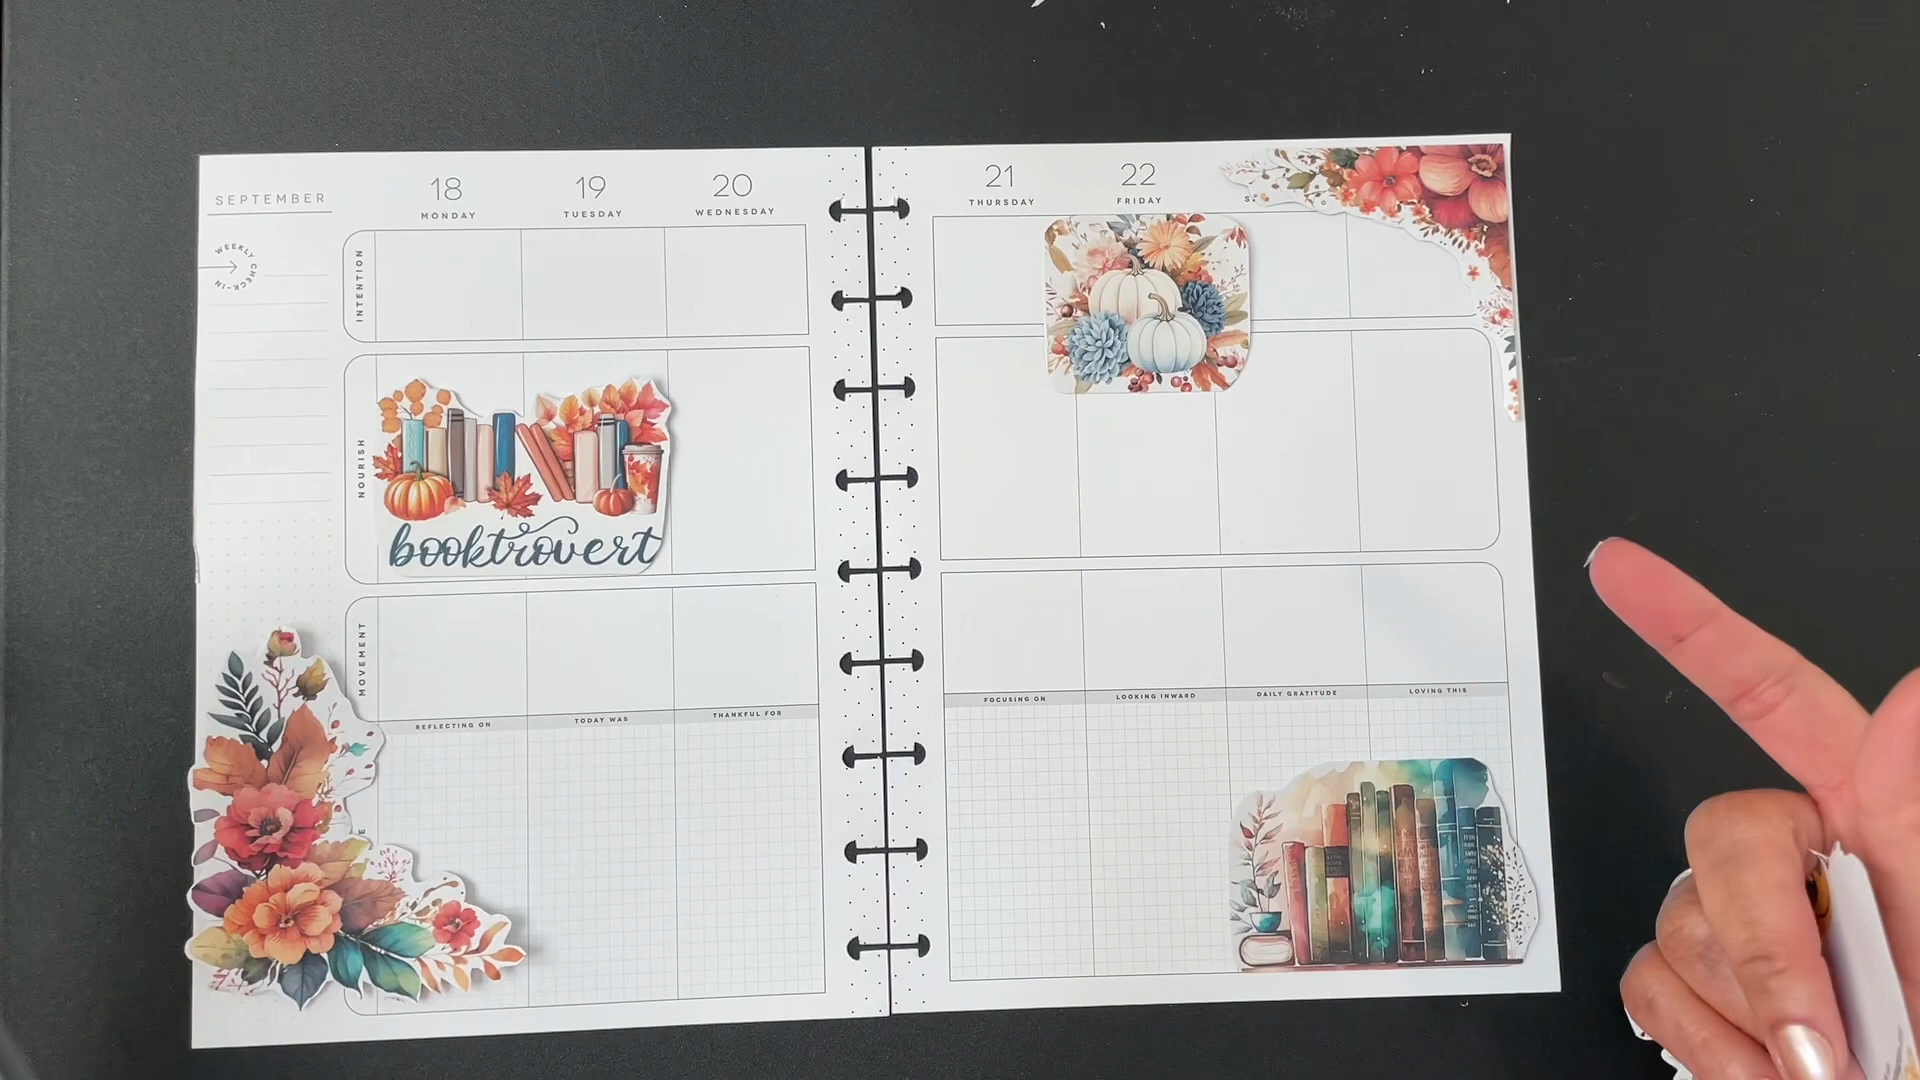 SEPTEMBER
18
MONDAY
19
TUESDAY
20
WEDNESDAY
21
THURSDAY
22
FRIDAY
WEEKLY CHECK-IN
INTENTION
NOURISH
booktrovert
MOVEMENT
REFLECTING ON
TODAY WAS
THANKFUL FOR
FOCUSING ON
LOOKING INWARD
DAILY GRATITUDE
LOVING THIS